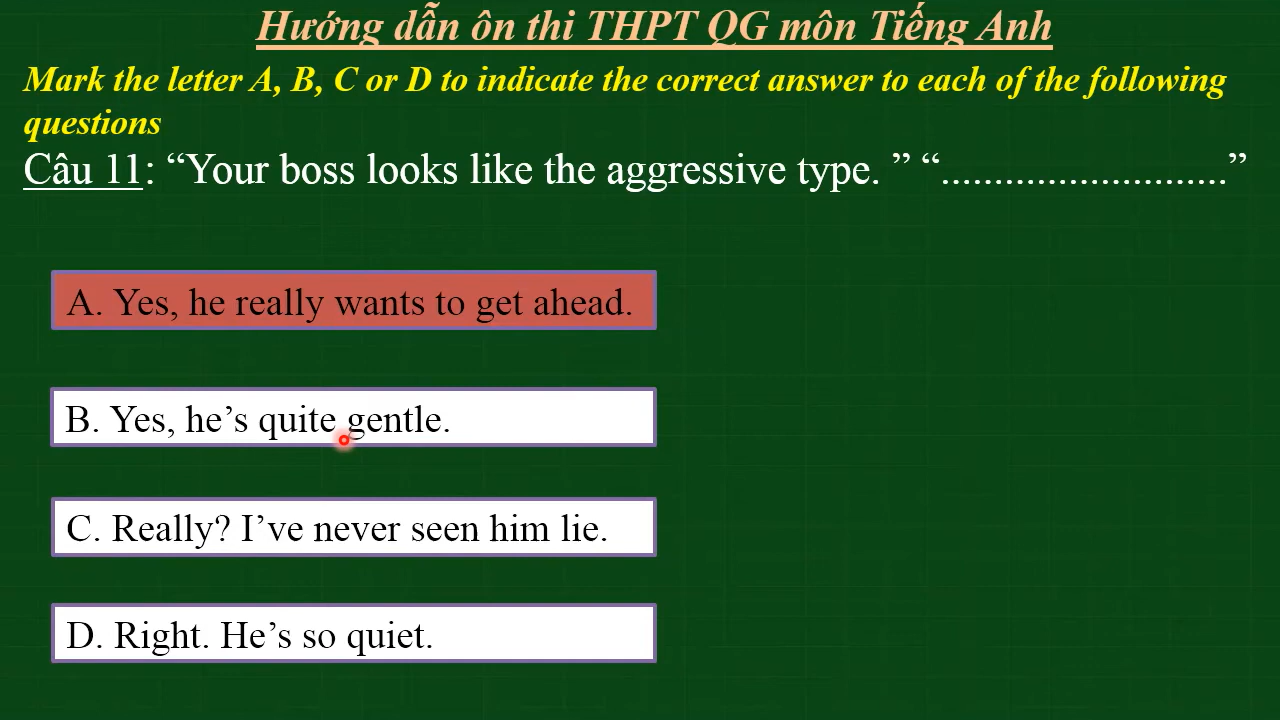 Hướng dẫn ôn thi THPT QG môn Tiếng Anh
Mark the letter A, B, C or D to indicate the correct answer to each of the following
questions
Câu 11: “Your boss looks like the aggressive type. ” “...........................”
A. Yes, he really wants to get ahead.
B. Yes, he’s quite gentle.
C. Really? I’ve never seen him lie.
D. Right. He’s so quiet.